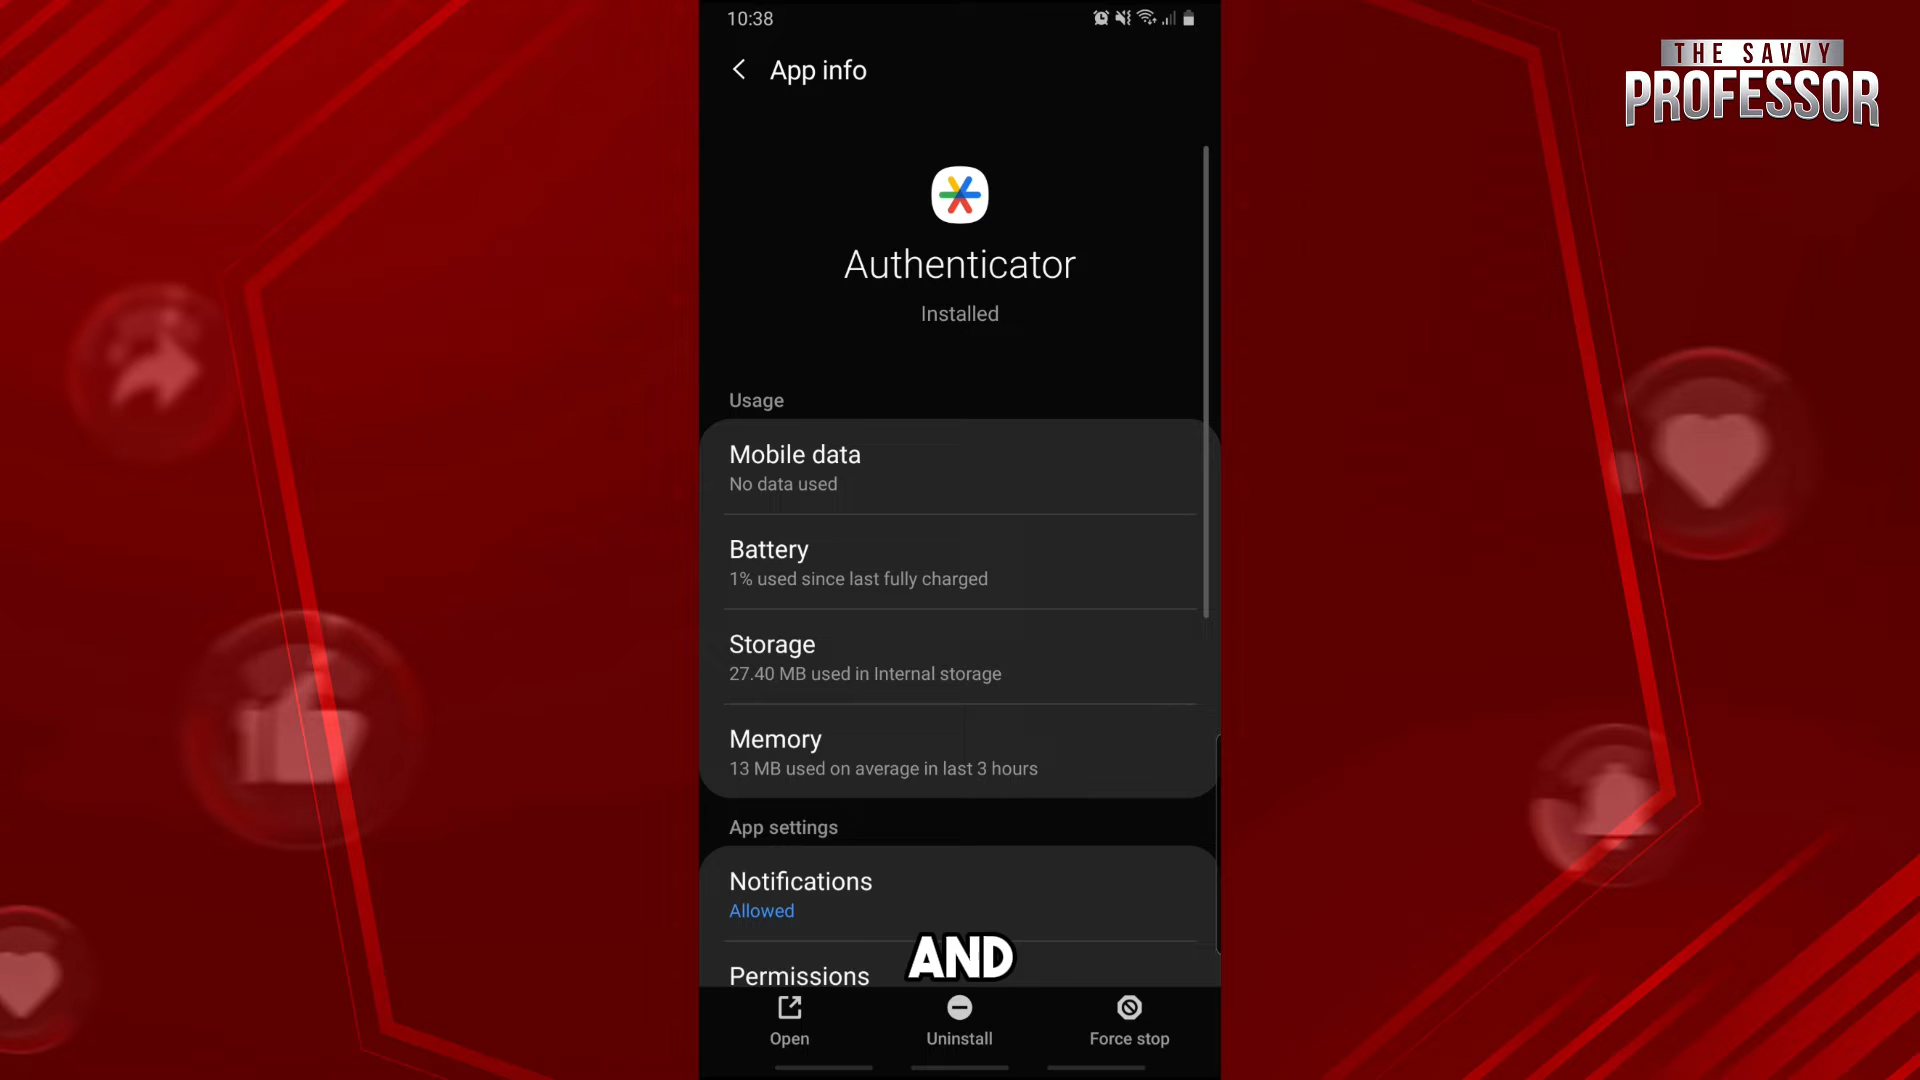 10:38
THE SAVVY
PROFESSOR
App info
Authenticator
Installed
Usage
Mobile data
No data used
Battery
1% used since last fully charged
Storage
27.40 MB used in Internal storage
Memory
13 MB used on average in last 3 hours
App settings
Notifications
Allowed
AND
Permissions
Open
Uninstall
Force stop